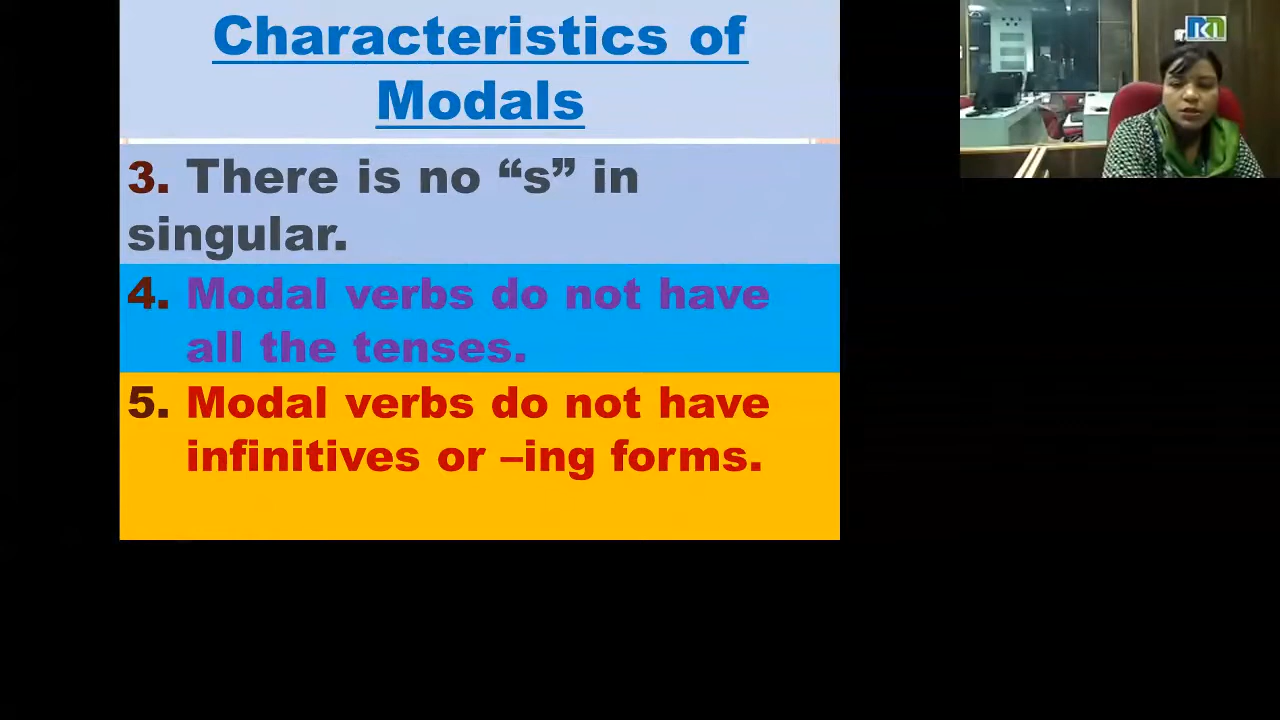 Characteristics of
Modals
3. There is no “s” in
singular.
4. Modal verbs do not have
all the tenses.
5. Modal verbs do not have
infinitives or –ing forms.